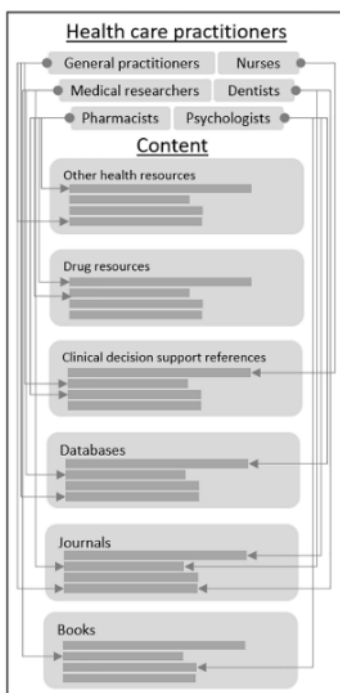 Health care practitioners
General practitioners Nurses
Medical researchers Dentists
Pharmacists Psychologists
Content
Other health resources
Drug resources
Clinical decision support references
Databases
Journals
Books